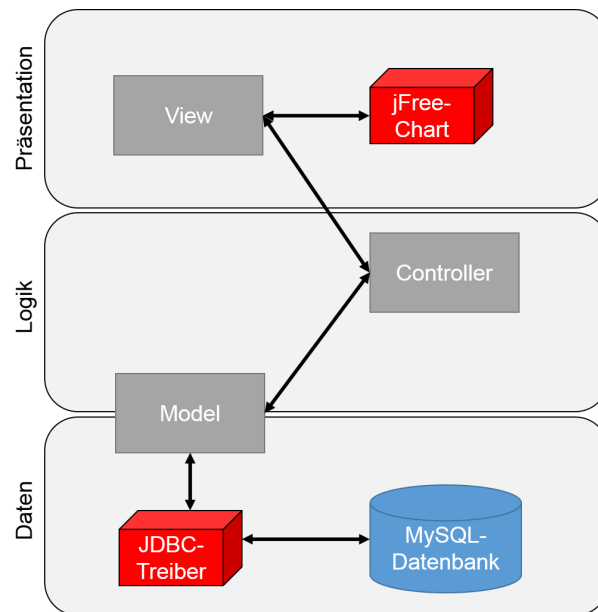 Präsentation
View
jFree-
Chart
Logik
Controller
Model
Daten
JDBC-
Treiber
MySQL-
Datenbank